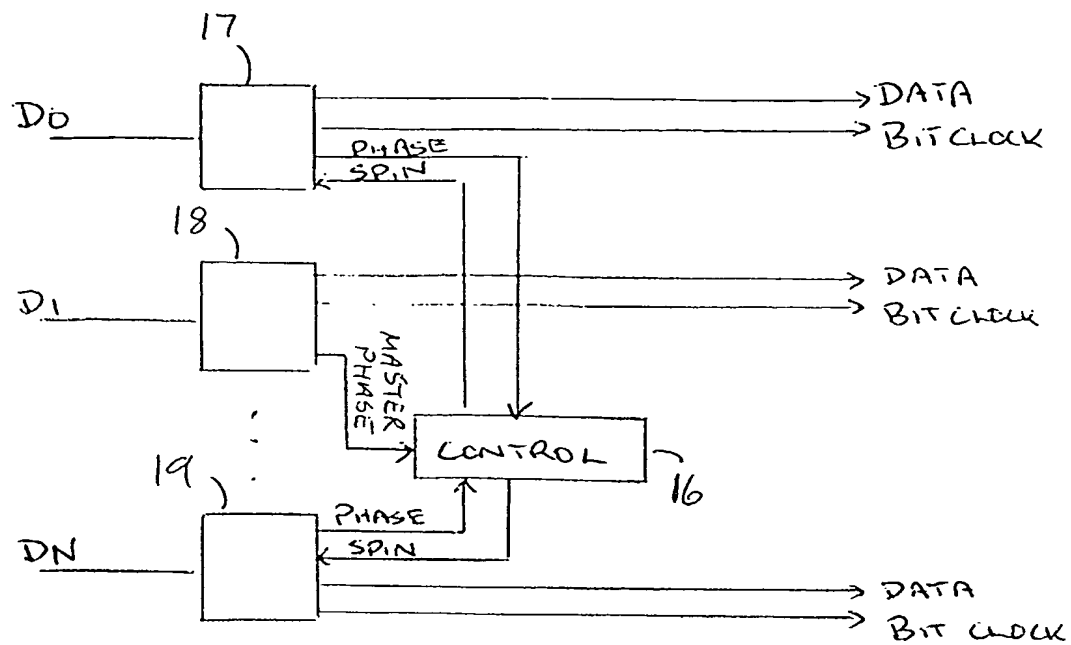 17
D0
DATA
BIT CLOCK
PHASE
SPIN
18
D1
DATA
BIT CLOCK
MASTER
PHASE
CONTROL
16
19
DN
PHASE
SPIN
DATA
BIT CLOCK